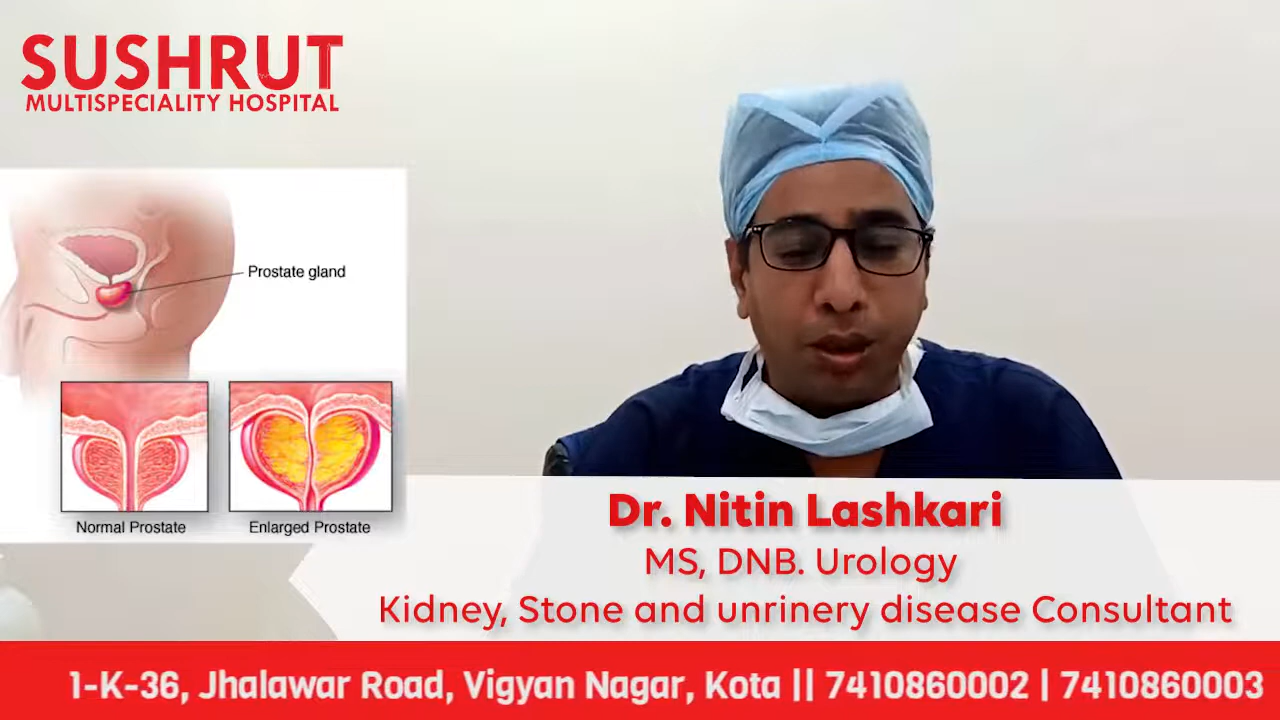 SUSHRUT
MULTISPECIALITY HOSPITAL
Prostate gland
Normal Prostate
Enlarged Prostate
Dr. Nitin Lashkari
MS, DNB. Urology
Kidney, Stone and unrinery disease Consultant
1-K-36, Jhalawar Road, Vigyan Nagar, Kota || 7410860002 | 7410860003